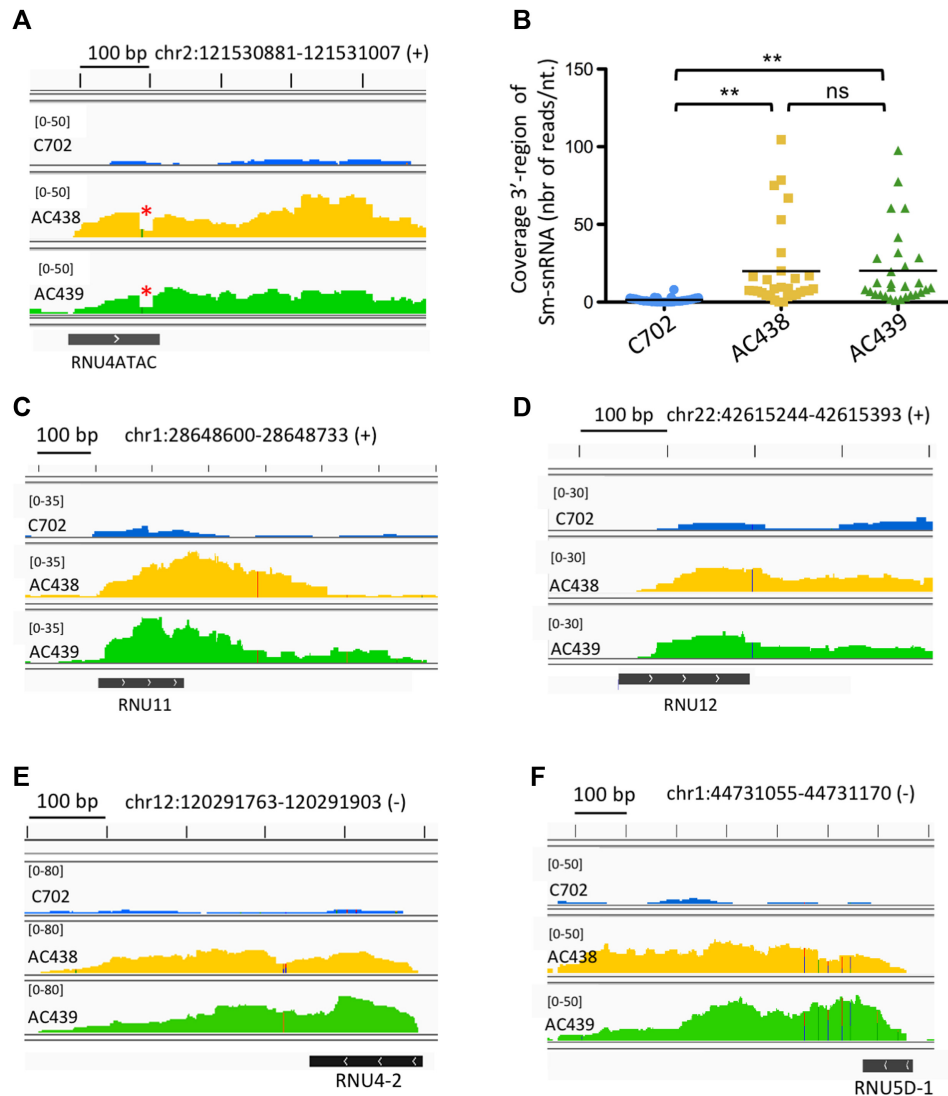 A
100 bp chr2:121530881-121531007 (+)
[0-50]
C702
[0-50]
*
AC438
[0-50]
*
AC439
RNU4ATAC
B
Coverage 3′-region of
Sm-snRNA (nbr of reads/nt.)
150
100
50
0
**
** ns
C702 AC438 AC439
C
100 bp chr1:28648600-28648733 (+)
[0-35]
C702
[0-35]
AC438
[0-35]
AC439
RNU11
D
100 bp chr22:42615244-42615393 (+)
[0-30]
C702
[0-30]
AC438
[0-30]
AC439
RNU12
E
100 bp chr12:120291763-120291903 (-)
[0-80]
C702
[0-80]
AC438
[0-80]
AC439
RNU4-2
F
100 bp chr1:44731055-44731170 (-)
[0-50]
C702
[0-50]
AC438
[0-50]
AC439
RNU5D-1